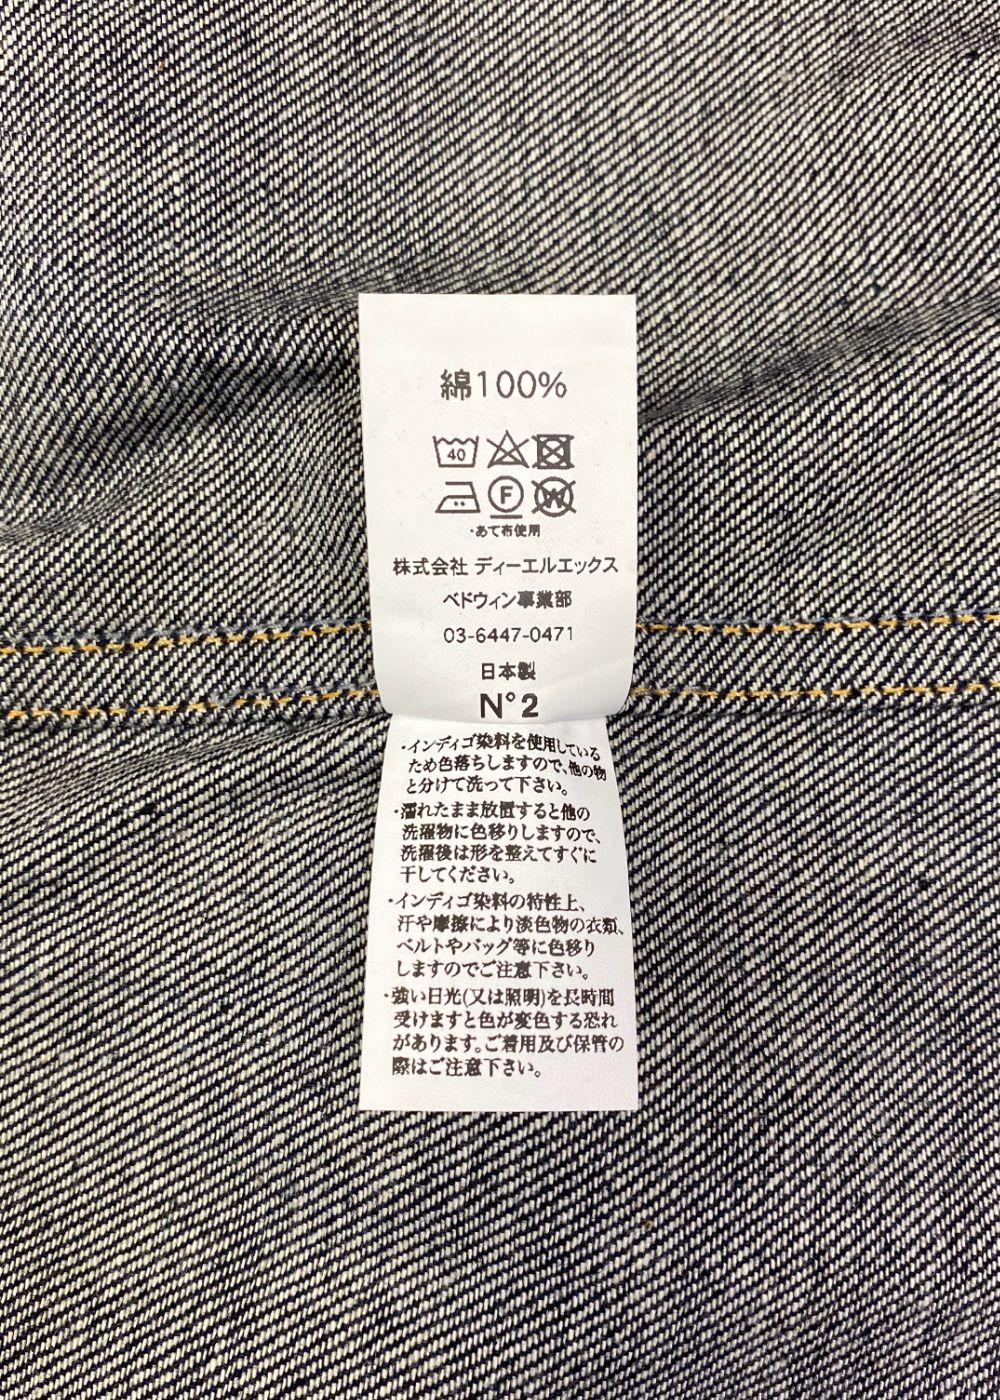 綿100%
40
F
W
・あて布使用
株式会社 ディーエルエックス
ベドウィン事業部
03-6447-0471
日本製
N°2
・インディゴ染料を使用している
ため色落ちしますので、他の物
と分けて洗って下さい。
・濡れたまま放置すると他の
洗濯物に色移りしますので、
洗濯後は形を整えてすぐに
干してください。
・インディゴ染料の特性上、
汗や摩擦により淡色物の衣類、
ベルトやバッグ等に色移り
しますのでご注意下さい。
・強い日光(又は照明)を長時間
受けますと色が変色する恐れ
があります。ご着用及び保管の
際はご注意下さい。